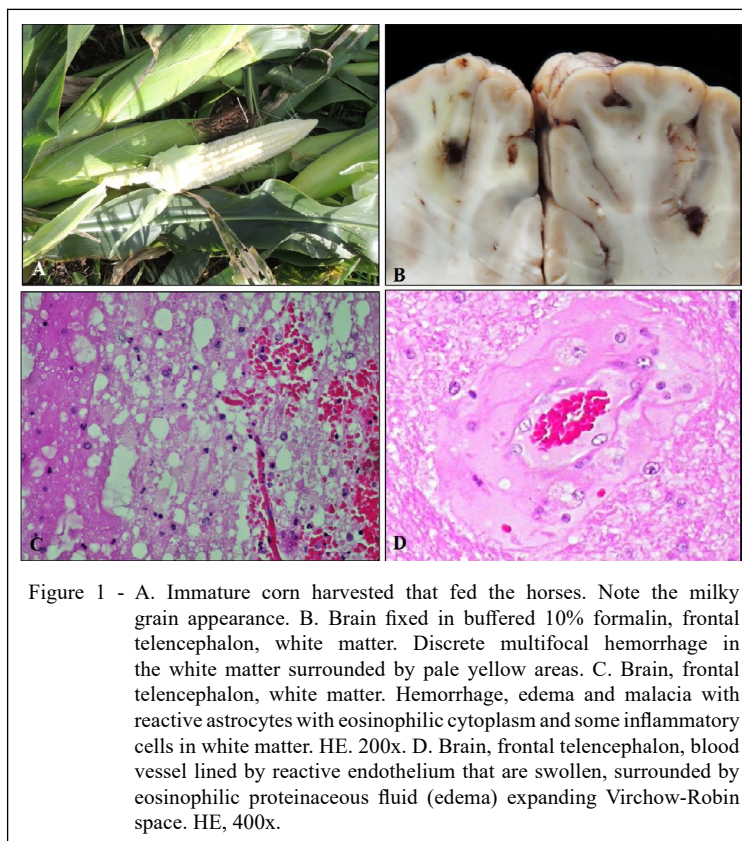 A
B
C
D
Figure 1 - A. Immature corn harvested that fed the horses. Note the milky
grain appearance. B. Brain fixed in buffered 10% formalin, frontal
telencephalon, white matter. Discrete multifocal hemorrhage in
the white matter surrounded by pale yellow areas. C. Brain, frontal
telencephalon, white matter. Hemorrhage, edema and malacia with
reactive astrocytes with eosinophilic cytoplasm and some inflammatory
cells in white matter. HE. 200x. D. Brain, frontal telencephalon, blood
vessel lined by reactive endothelium that are swollen, surrounded by
eosinophilic proteinaceous fluid (edema) expanding Virchow-Robin
space. HE, 400x.